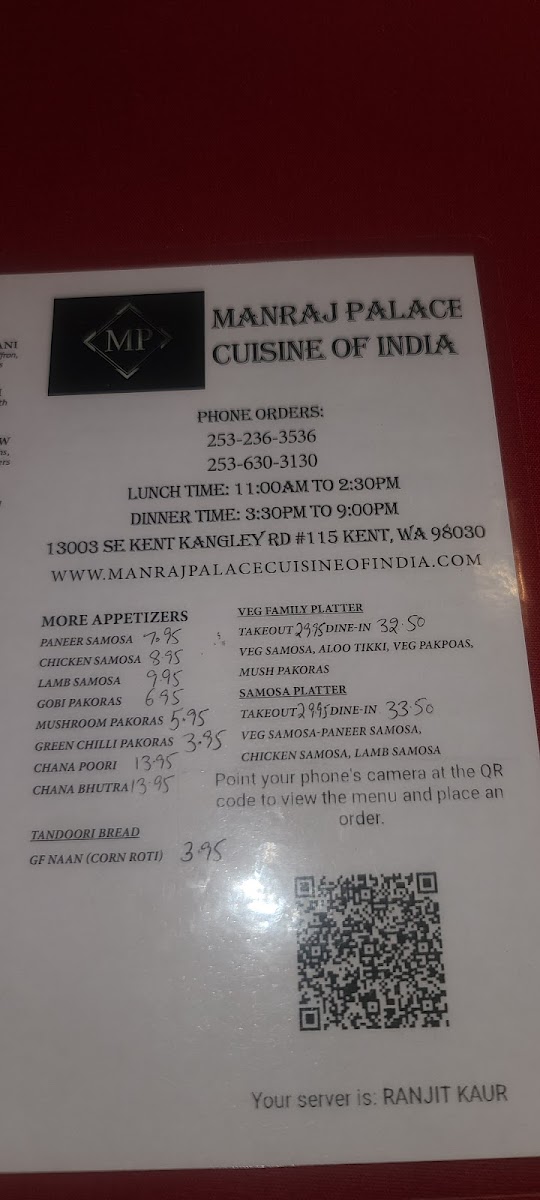 ANI
MP
MANRAJ PALACE
CUISINE OF INDIA
PHONE ORDERS:
253-236-3536
253-630-3130
LUNCH TIME: 11:00AM TO 2:30PM
DINNER TIME: 3:30PM TO 9:00PM
13003 SE KENT KANGLEY RD #115 KENT, WA 98030
WWW.MANRAJPALACECUISINEOFINDIA.COM
MORE APPETIZERS
PANEER SAMOSA 7.95
CHICKEN SAMOSA 8.95
LAMB SAMOSA 9.95
GOBI PAKORAS 6.95
MUSHROOM PAKORAS 5.95
GREEN CHILLI PAKORAS 3.95
CHANA POORI 13.95
CHANA BHUTRA 13.95
TANDOORI BREAD
GF NAAN (CORN ROTI) 3.95
VEG FAMILY PLATTER
TAKEOUT 29.95 DINE-IN 32.50
VEG SAMOSA, ALOO TIKKI, VEG PAKPOAS,
MUSH PAKORAS
SAMOSA PLATTER
TAKEOUT 29.95 DINE-IN 33.50
VEG SAMOSA-PANEER SAMOSA,
CHICKEN SAMOSA, LAMB SAMOSA
Point your phone's camera at the QR
code to view the menu and place an
order.
Your server is: RANJIT KAUR